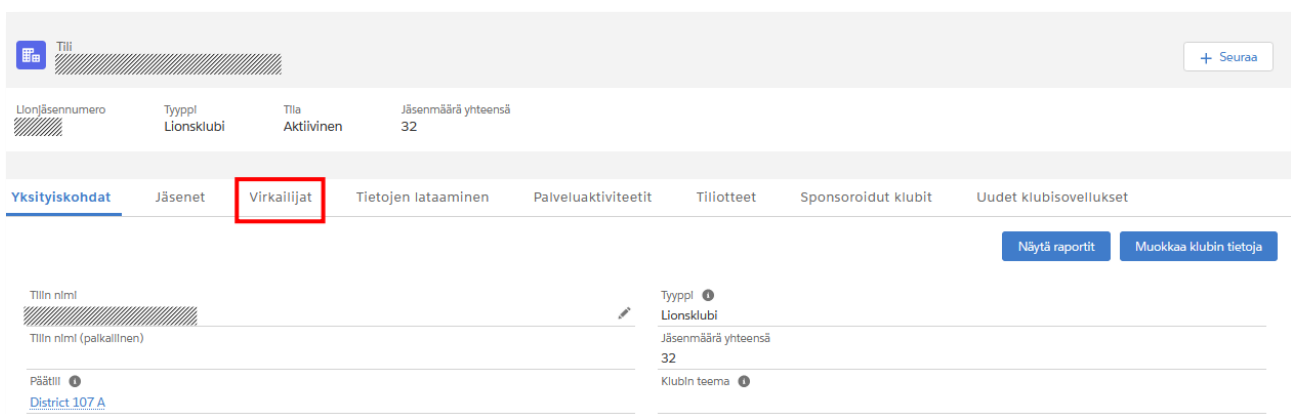 Tili
+ Seuraa
Lionjäsennumero Tyyppi Tila Jäsenmäärä yhteensä
Lionsklubi Aktiivinen 32
Yksityiskohdat Jäsenet Virkailijat Tietojen lataaminen Palveluaktiviteetit Tiliotteet Sponsoroidut klubit Uudet klubisovellukset
Näytä raportit Muokkaa klubin tietoja
Tilin nimi Tyyppi
Lionsklubi
Tilin nimi (paikallinen) Jäsenmäärä yhteensä
32
Päätili Klubin teema
District 107 A